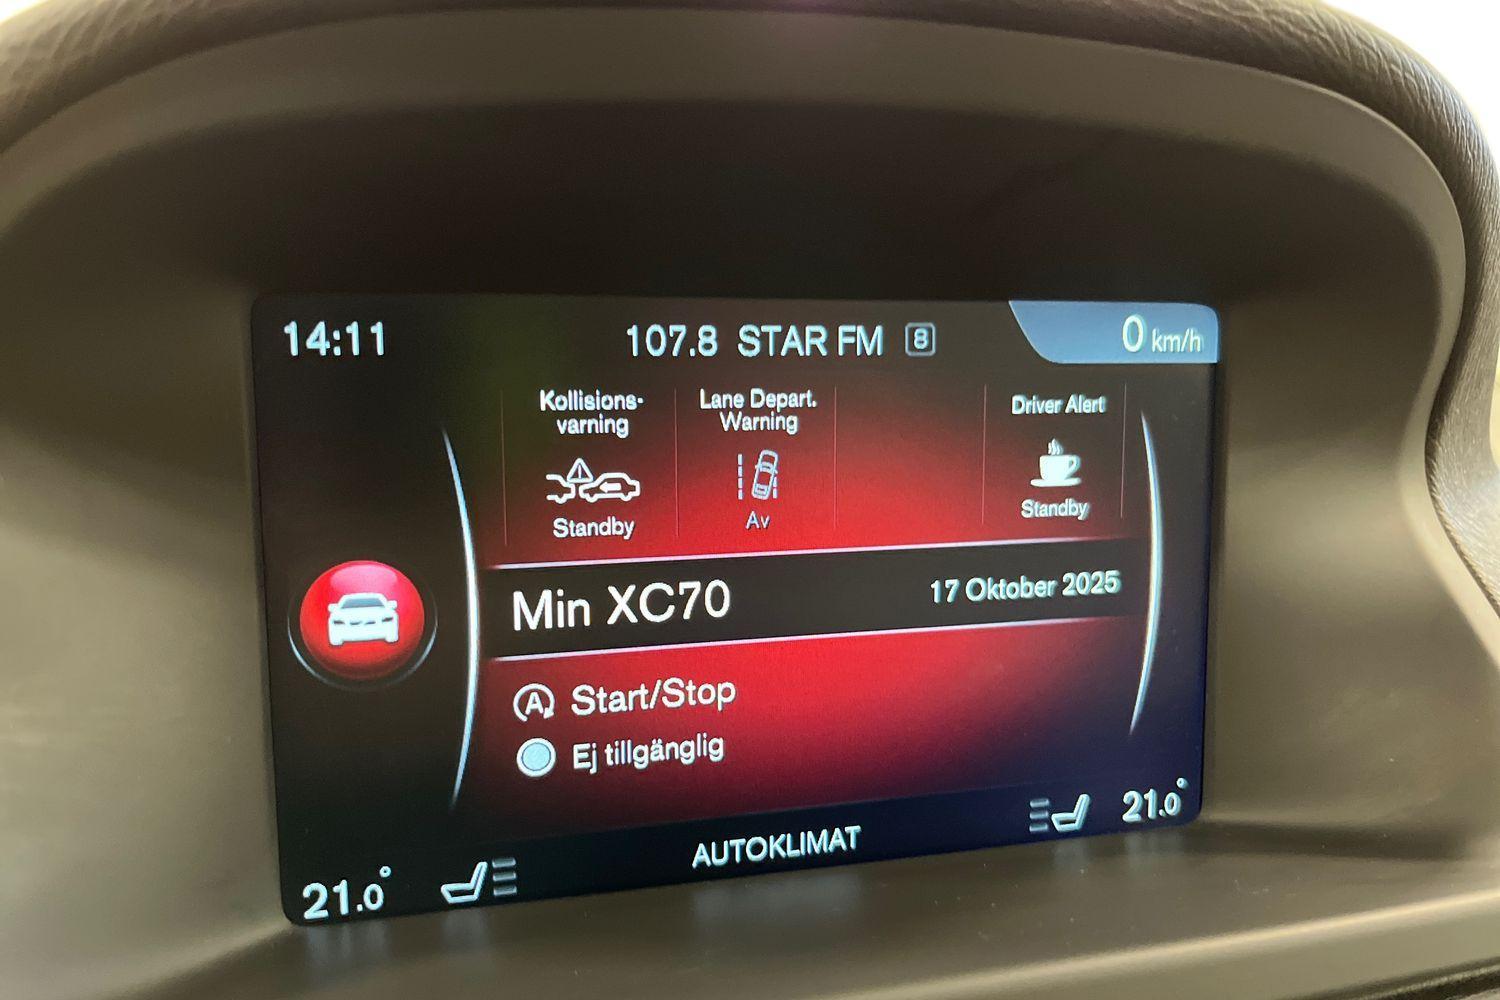 14:11
107.8 STAR FM 8
0 km/h
Kollisions-
varning
Standby
Lane Depart.
Warning
Av
Driver Alert
Standby
Min XC70
17 Oktober 2025
A Start/Stop
Ej tillgänglig
21.0°
AUTOKLIMAT
21.0°